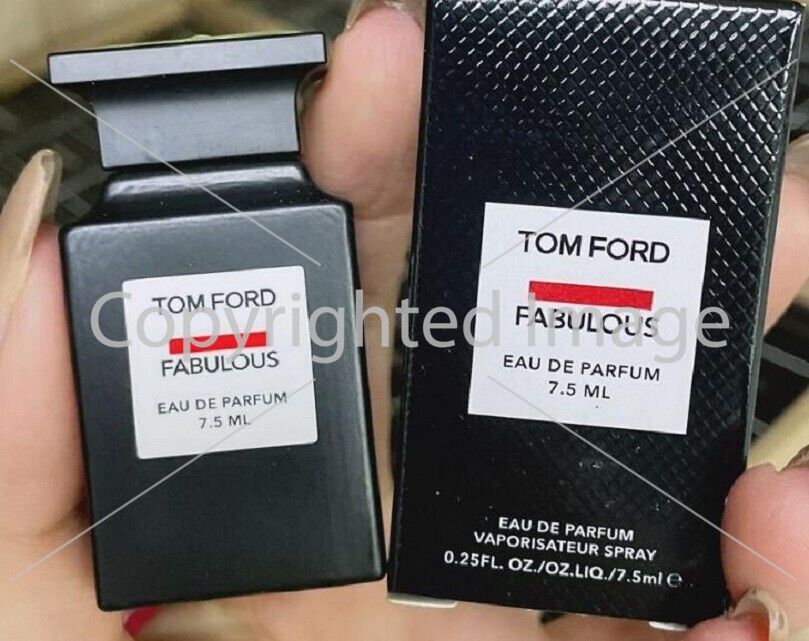 TOM FORD
FABULOUS
EAU DE PARFUM
7.5 ML
TOM FORD
FABULOUS
EAU DE PARFUM
7.5 ML
EAU DE PARFUM
VAPORISATEUR SPRAY
0.25FL. OZ./OZ.LIQ./7.5ml ℮
Copyrighted Image